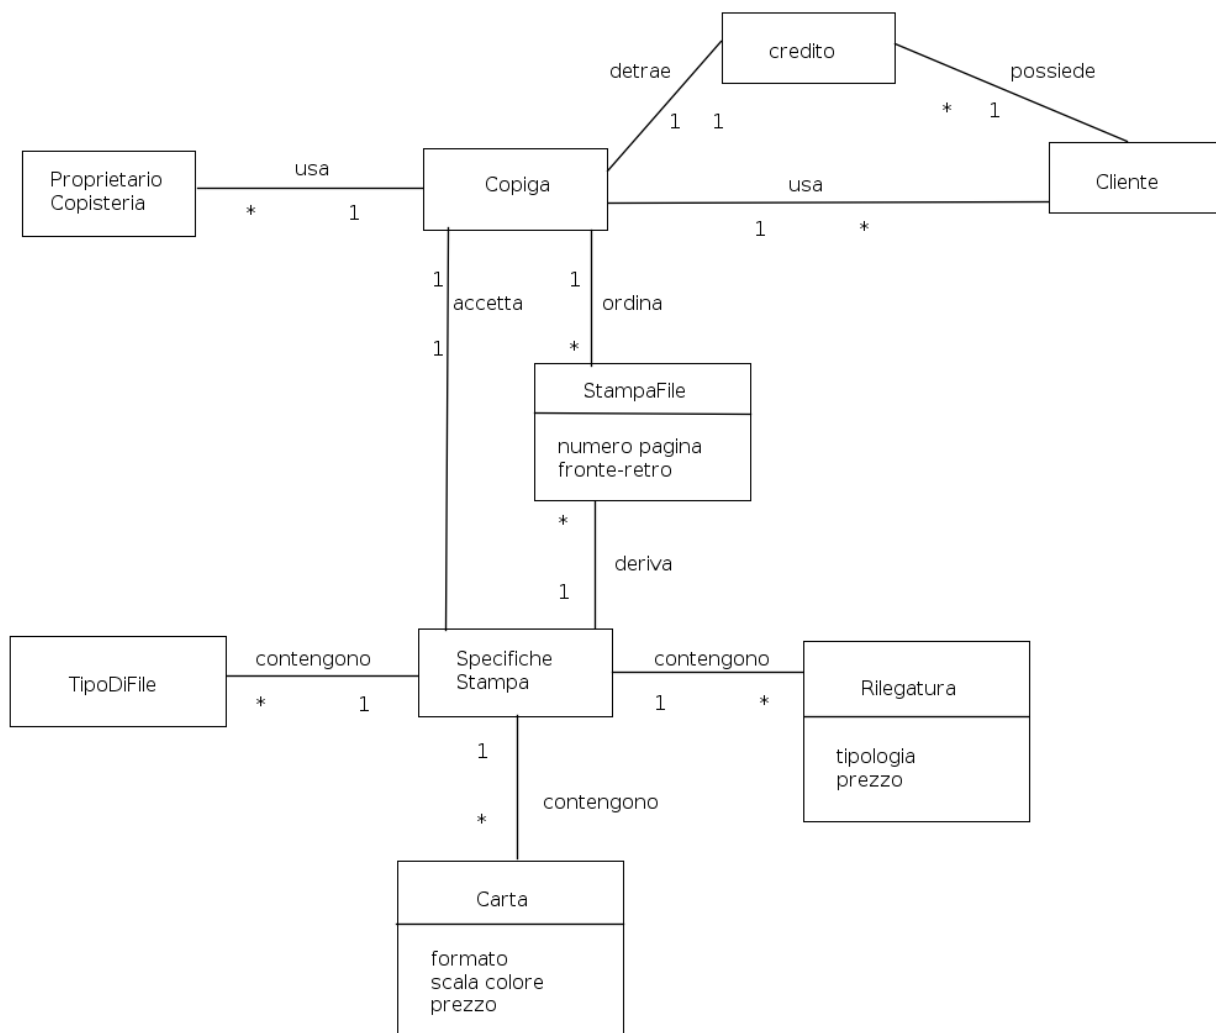 credito
detrae
possiede
1 1
* 1
Proprietario
Copisteria
usa
* 1
Copiga
usa
1 *
Cliente
1
accetta
1
1
ordina
*
StampaFile
numero pagina
fronte-retro
*
deriva
1
TipoDiFile
contengono
* 1
Specifiche
Stampa
contengono
1 *
Rilegatura
tipologia
prezzo
1
contengono
*
Carta
formato
scala colore
prezzo